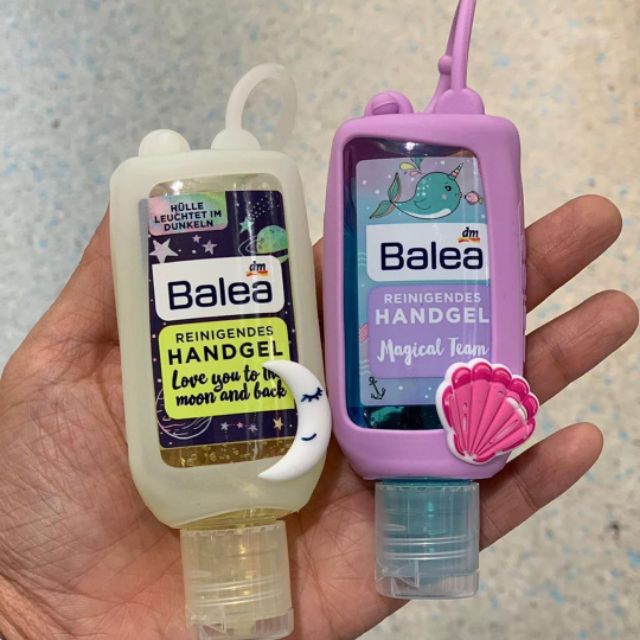 HÜLLE
LEUCHTET IM
DUNKELN
dm
Balea
REINIGENDES
HANDGEL
Love you to the
moon and back
dm
Balea
REINIGENDES
HANDGEL
Magical Team